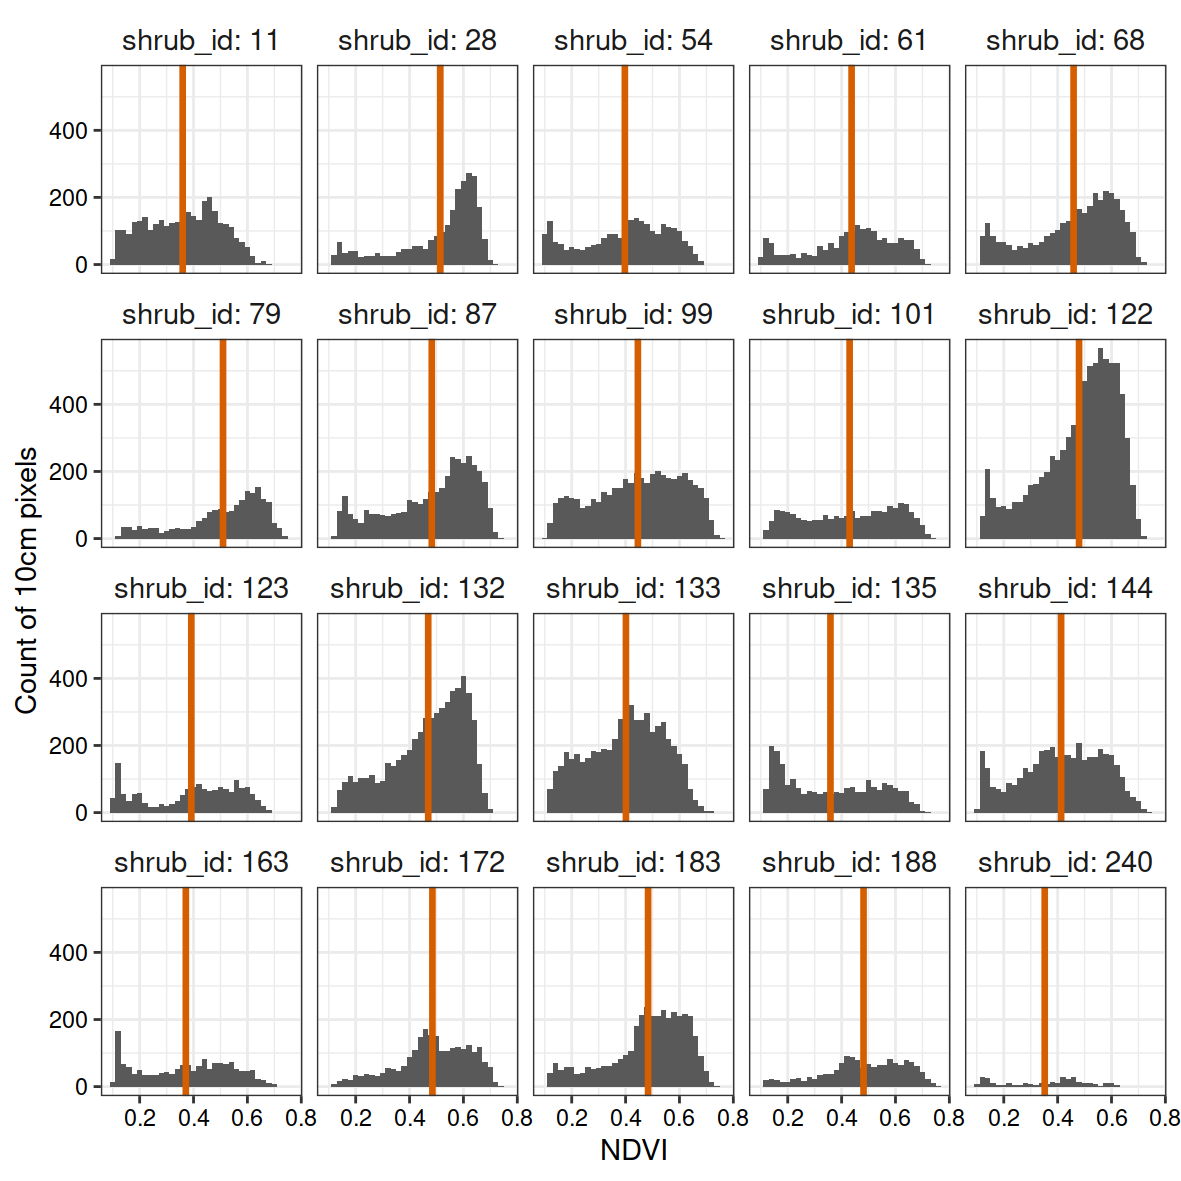 shrub_id: 11 shrub_id: 28 shrub_id: 54 shrub_id: 61 shrub_id: 68
400
200
0
shrub_id: 79 shrub_id: 87 shrub_id: 99 shrub_id: 101 shrub_id: 122
400
200
0
Count of 10cm pixels
shrub_id: 123 shrub_id: 132 shrub_id: 133 shrub_id: 135 shrub_id: 144
400
200
0
shrub_id: 163 shrub_id: 172 shrub_id: 183 shrub_id: 188 shrub_id: 240
400
200
0
0.2 0.4 0.6 0.8 0.2 0.4 0.6 0.8 0.2 0.4 0.6 0.8 0.2 0.4 0.6 0.8 0.2 0.4 0.6 0.8
NDVI